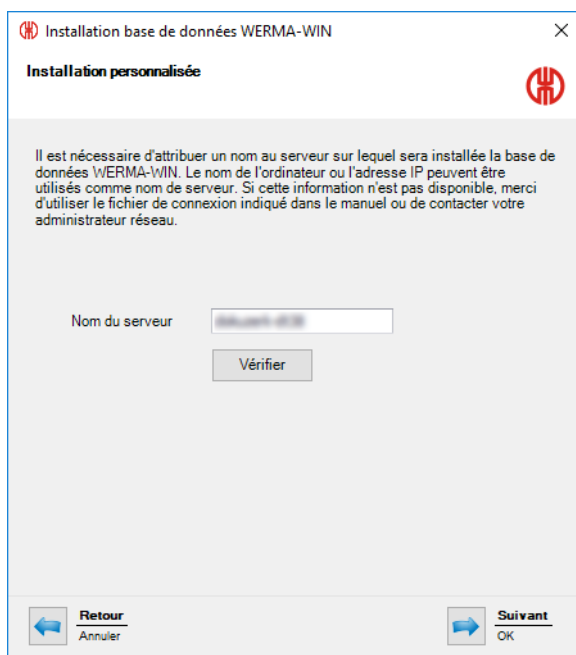 Installation base de données WERMA-WIN
Installation personnalisée
Il est nécessaire d'attribuer un nom au serveur sur lequel sera installée la base de
données WERMA-WIN. Le nom de l'ordinateur ou l'adresse IP peuvent être
utilisés comme nom de serveur. Si cette information n'est pas disponible, merci
d'utiliser le fichier de connexion indiqué dans le manuel ou de contacter votre
administrateur réseau.
Nom du serveur
Vérifier
Retour
Annuler
Suivant
OK